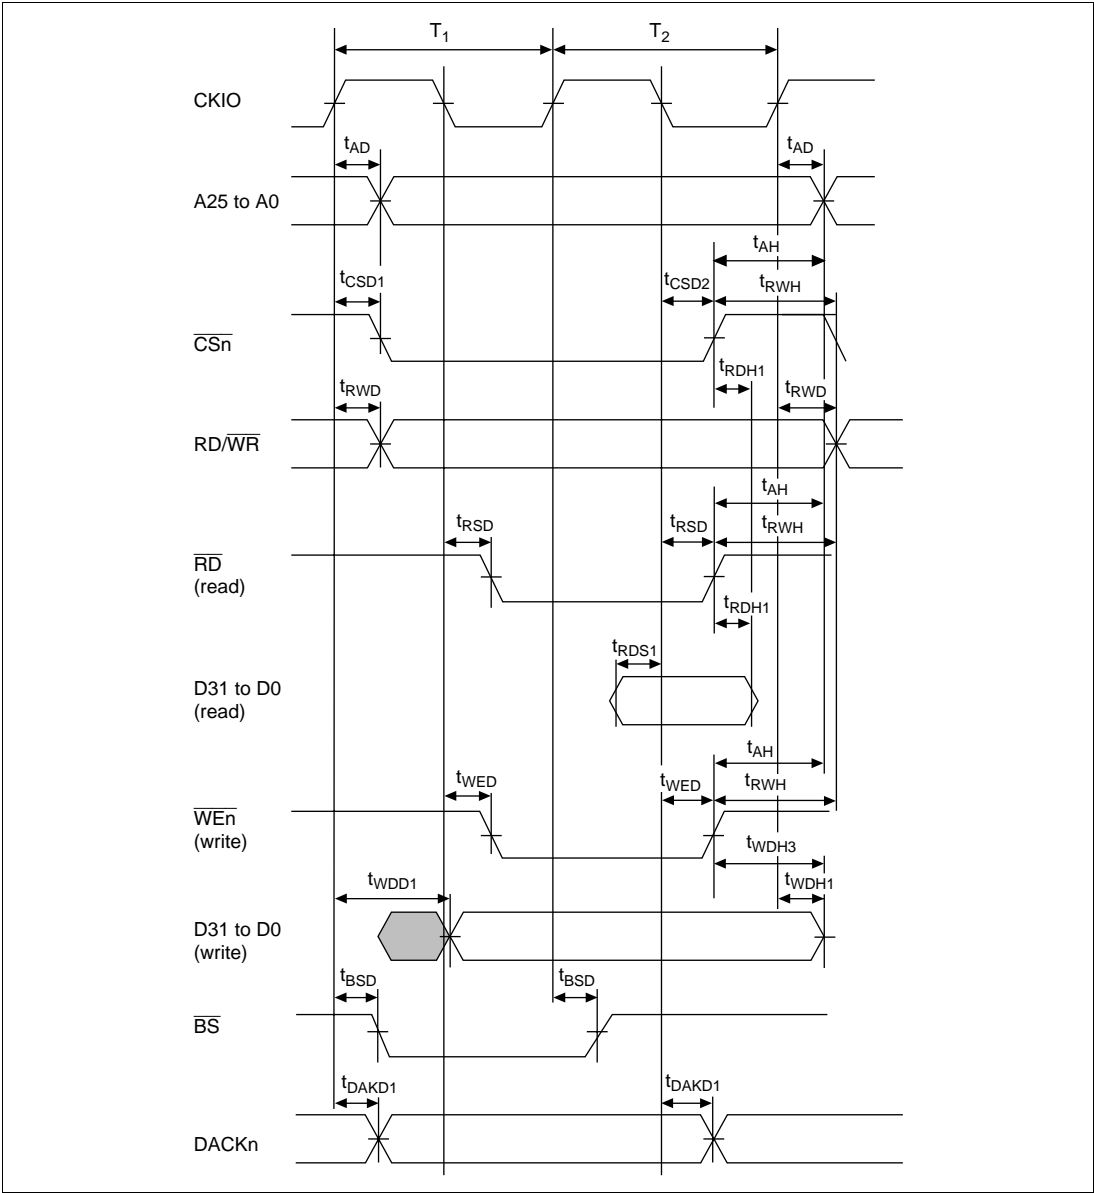 T1 T2
CKIO
tAD tAD
A25 to A0
tAH
tCSD1 tCSD2 tRWH
CSn
tRDH1
tRWD tRWD
RD/WR
tAH
tRSD tRSD tRWH
RD
(read)
tRDH1
tRDS1
D31 to D0
(read)
tAH
tWED tWED tRWH
WEn
(write)
tWDH3
tWDD1 tWDH1
D31 to D0
(write)
tBSD tBSD
BS
tDAKD1 tDAKD1
DACKn